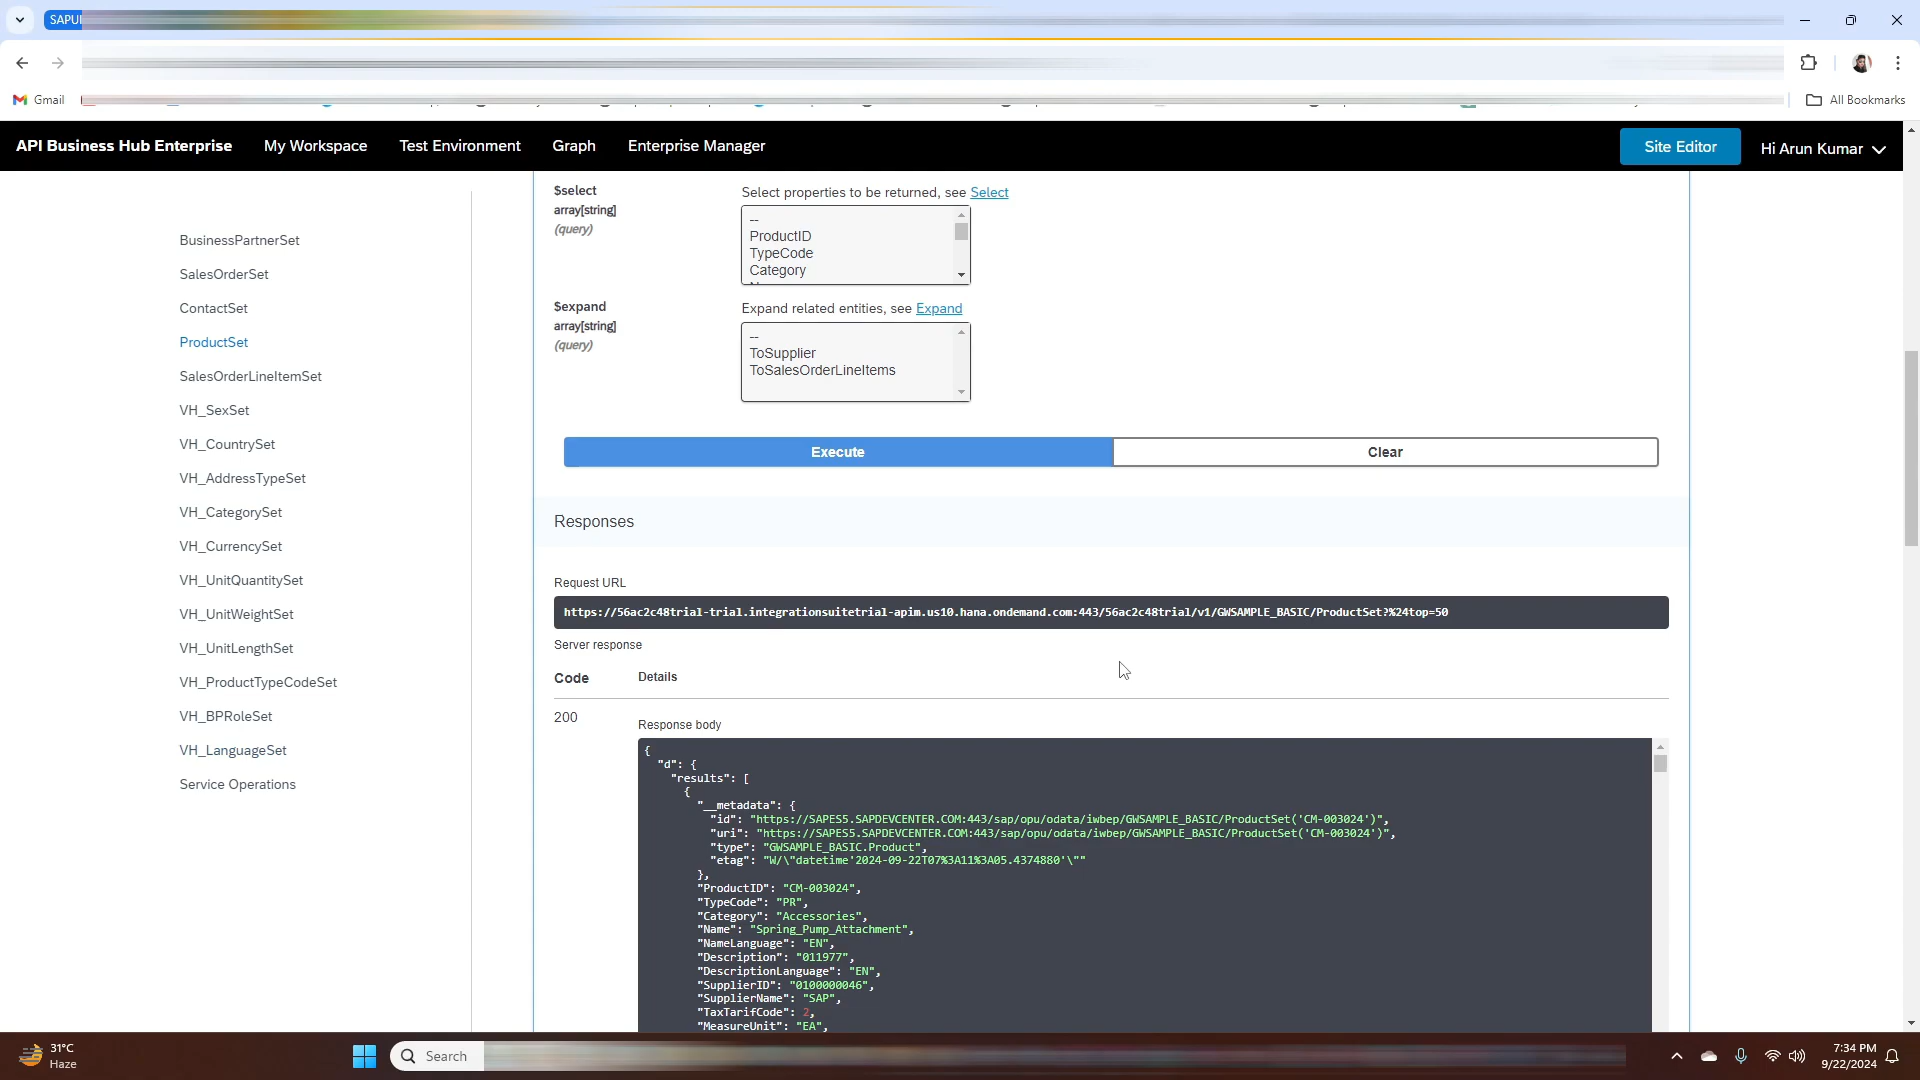 SAPUI
Gmail
All Bookmarks
API Business Hub Enterprise My Workspace Test Environment Graph Enterprise Manager Site Editor Hi Arun Kumar
BusinessPartnerSet
SalesOrderSet
ContactSet
ProductSet
SalesOrderLineItemSet
VH_SexSet
VH_CountrySet
VH_AddressTypeSet
VH_CategorySet
VH_CurrencySet
VH_UnitQuantitySet
VH_UnitWeightSet
VH_UnitLengthSet
VH_ProductTypeCodeSet
VH_BPRoleSet
VH_LanguageSet
Service Operations
$select
array[string]
(query)
Select properties to be returned, see Select
--
ProductID
TypeCode
Category
$expand
array[string]
(query)
Expand related entities, see Expand
--
ToSupplier
ToSalesOrderLineItems
Execute Clear
Responses
Request URL
https://56ac2c48trial-trial.integrationsuitetrial-apim.us10.hana.ondemand.com:443/56ac2c48trial/v1/GWSAMPLE_BASIC/ProductSet?%24top=50
Server response
Code Details
200
Response body
{
"d": {
"results": [
{
"__metadata": {
"id": "https://SAPES5.SAPDEVCENTER.COM:443/sap/opu/odata/iwbep/GWSAMPLE_BASIC/ProductSet('CM-003024')",
"uri": "https://SAPES5.SAPDEVCENTER.COM:443/sap/opu/odata/iwbep/GWSAMPLE_BASIC/ProductSet('CM-003024')",
"type": "GWSAMPLE_BASIC.Product",
"etag": "W/\"datetime'2024-09-22T07%3A11%3A05.4374880'\""
},
"ProductID": "CM-003024",
"TypeCode": "PR",
"Category": "Accessories",
"Name": "Spring_Pump_Attachment",
"NameLanguage": "EN",
"Description": "011977",
"DescriptionLanguage": "EN",
"SupplierID": "0100000046",
"SupplierName": "SAP",
"TaxTarifCode": 2,
"MeasureUnit": "EA",
31°C
Haze
Search
7:34 PM
9/22/2024